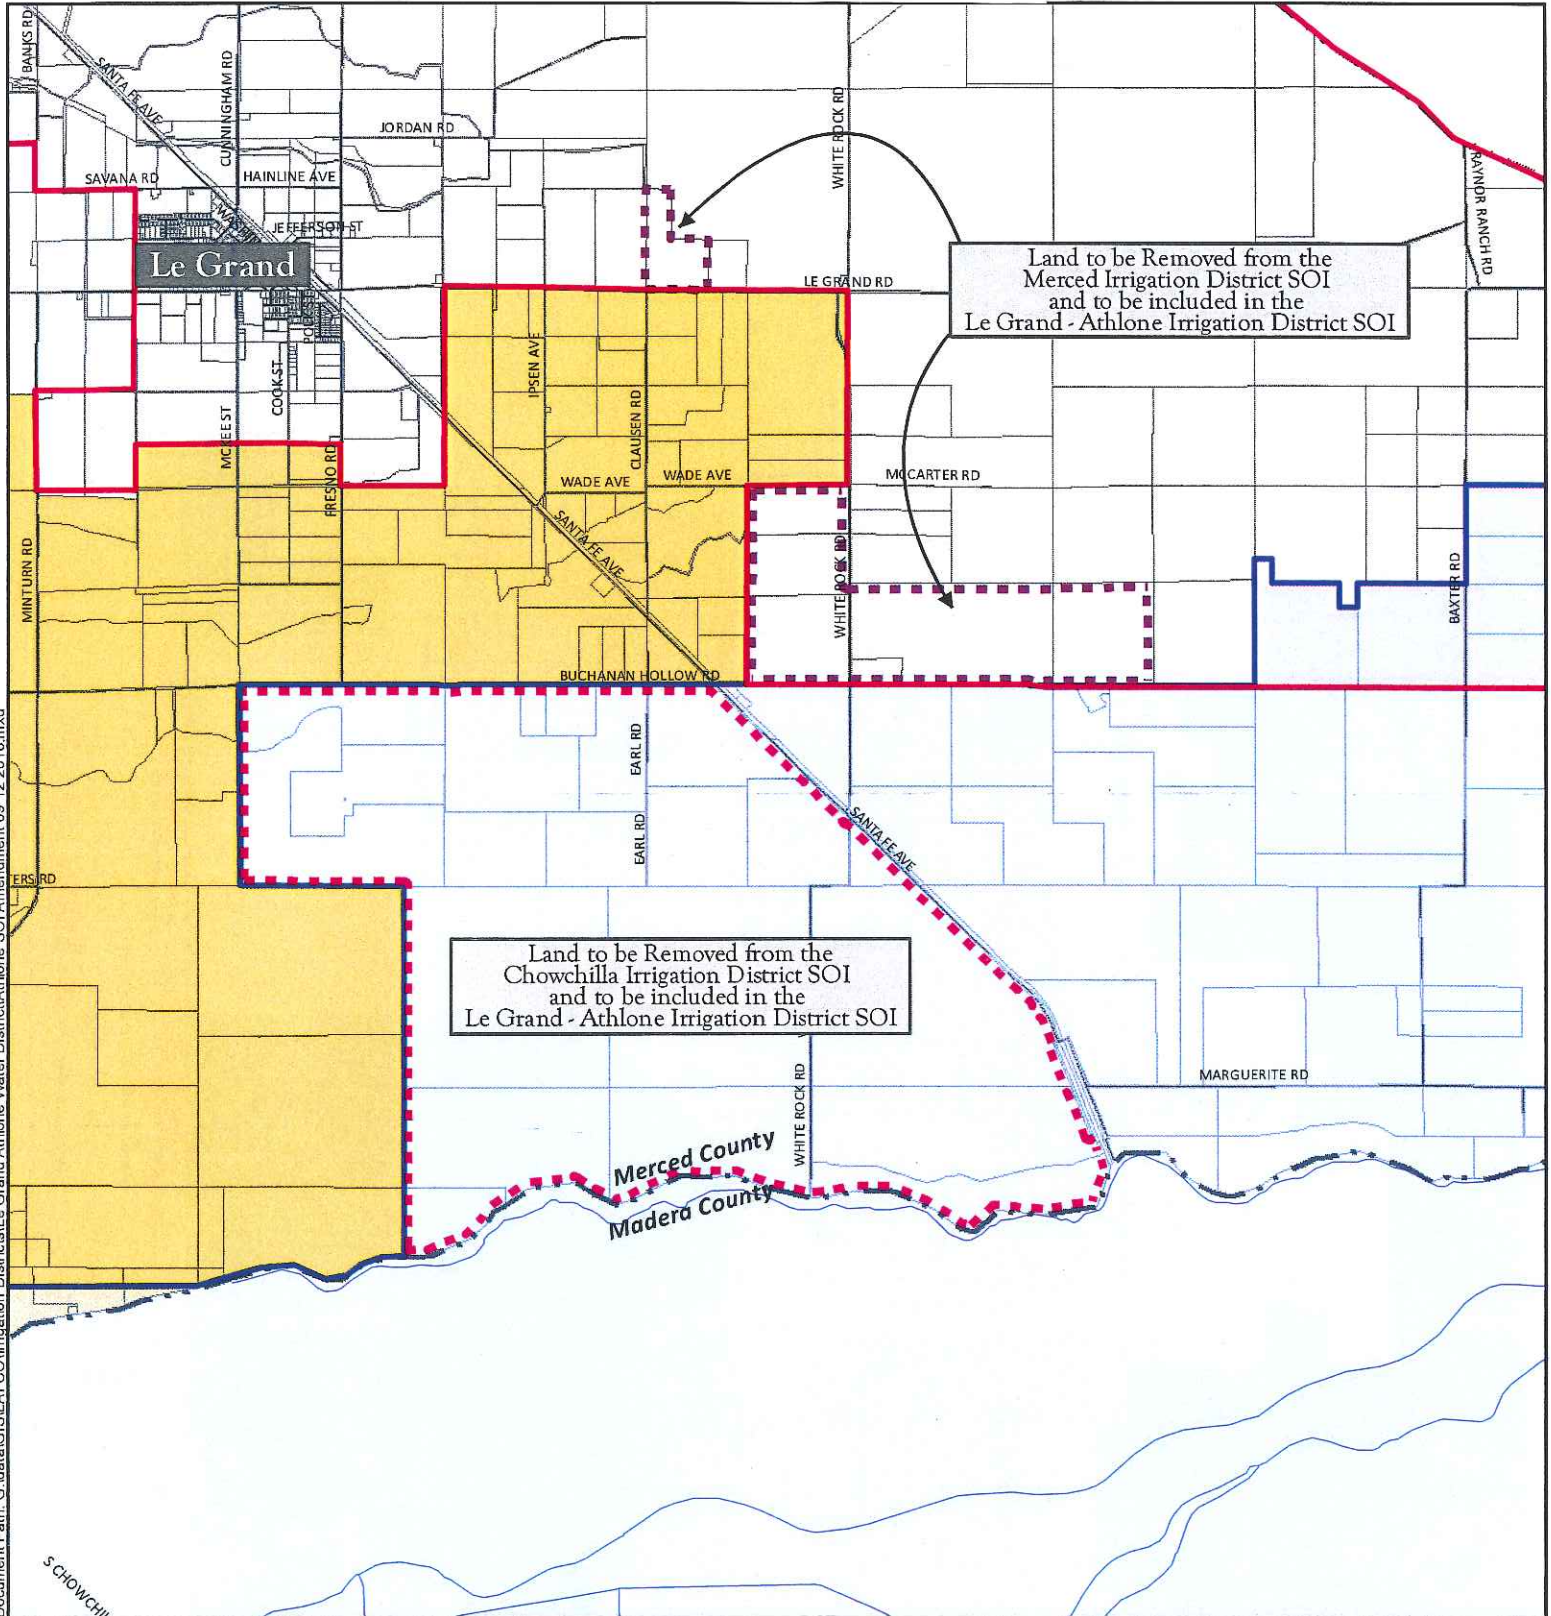 BANKS RD
SANTA FE AVE
CUNNINGHAM RD
JORDAN RD
WHITE ROCK RD
SAVANA RD
HAINLINE AVE
JEFFERSON ST
RAYNOR RANCH RD
Le Grand
LE GRAND RD
Land to be Removed from the
Merced Irrigation District SOI
and to be included in the
Le Grand - Athlone Irrigation District SOI
IPSEN AVE
COOK ST
CLAUSEN RD
MCKEE ST
FRESNO RD
WADE AVE
WADE AVE
MCCARTER RD
SANTA FE AVE
MINTURN RD
WHITE ROCK RD
BAXTER RD
BUCHANAN HOLLOW RD
EARL RD
EARL RD
SANTA FE AVE
ERS RD
Land to be Removed from the
Chowchilla Irrigation District SOI
and to be included in the
Le Grand - Athlone Irrigation District SOI
WHITE ROCK RD
MARGUERITE RD
Merced County
Madera County
S CHOWCHI